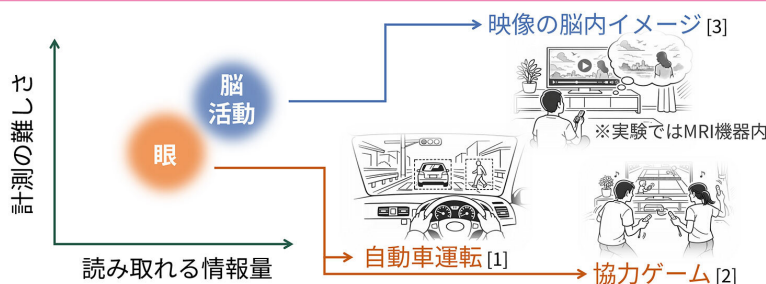 映像の脳内イメージ[3]
計測の難しさ
脳
活動
眼
※実験ではMRI機器内
読み取れる情報量
自動車運転[1]
協力ゲーム[2]